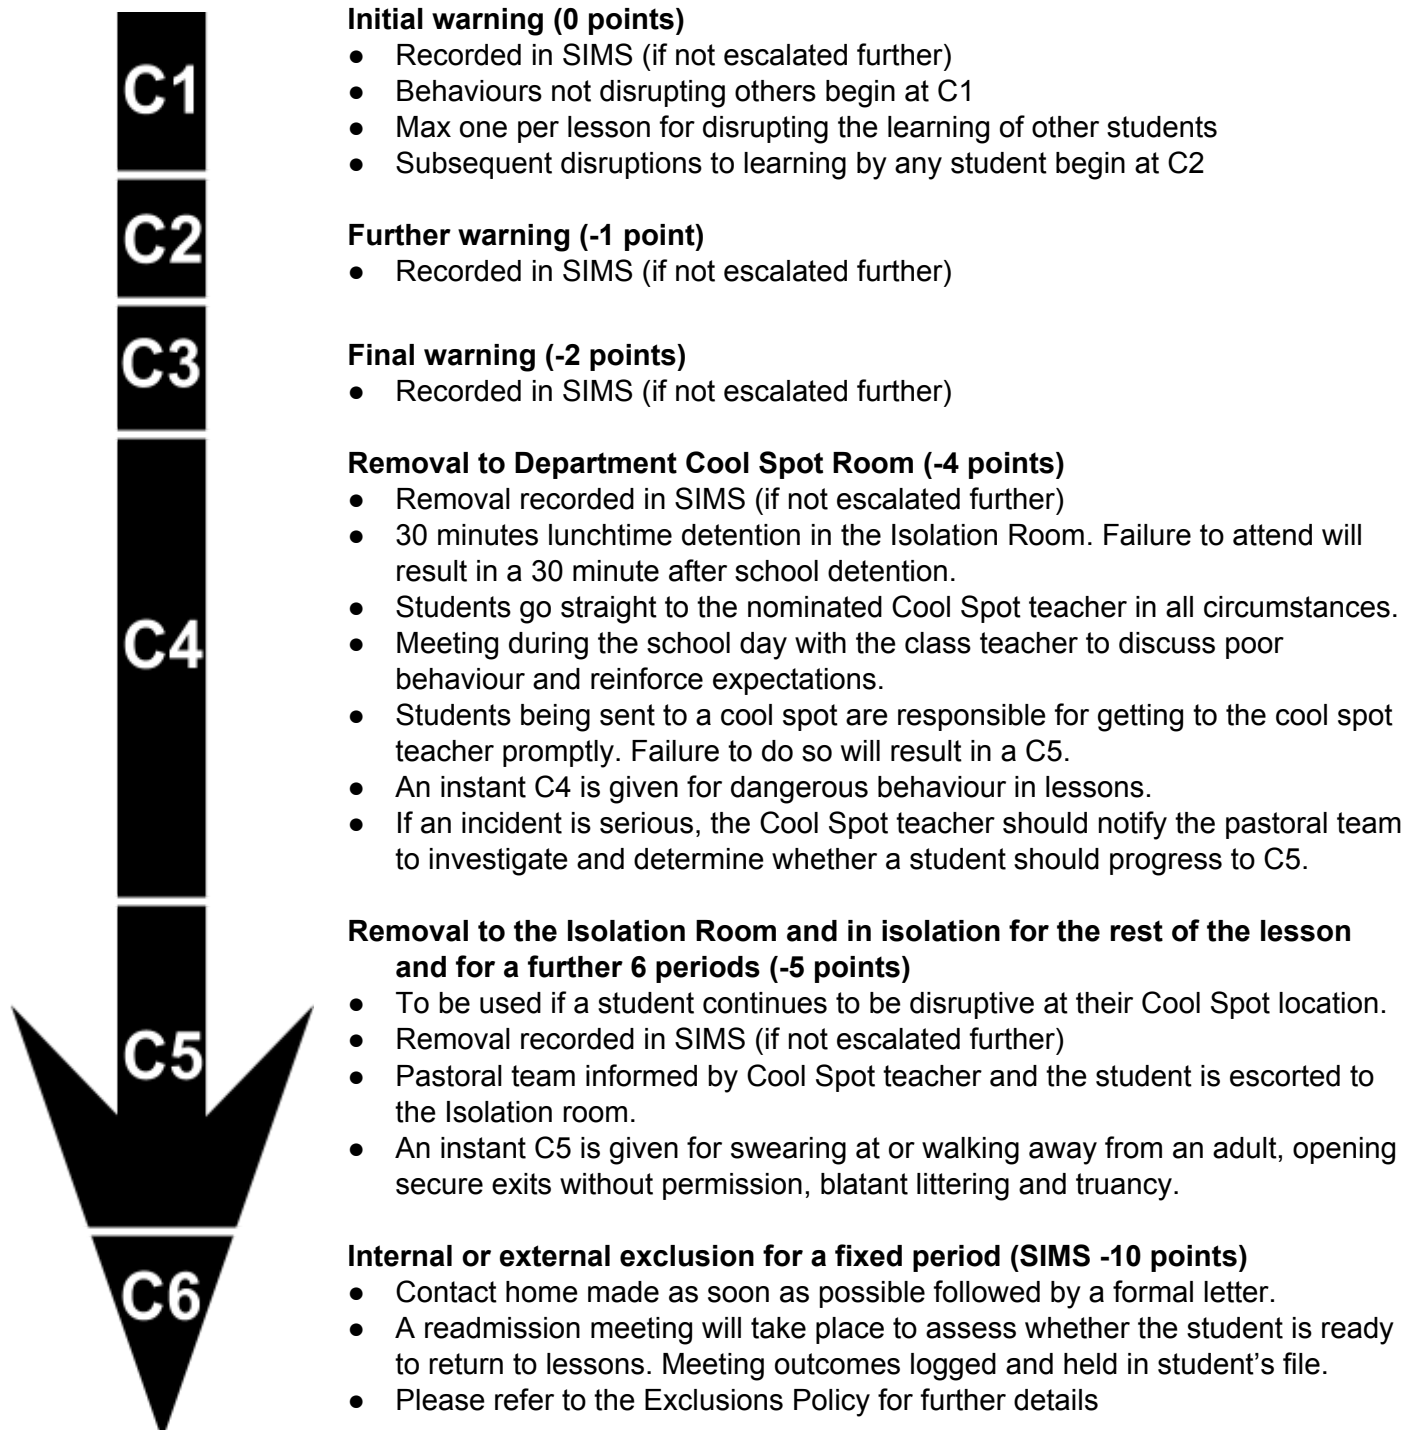 C1
Initial warning (0 points)
● Recorded in SIMS (if not escalated further)
● Behaviours not disrupting others begin at C1
● Max one per lesson for disrupting the learning of other students
● Subsequent disruptions to learning by any student begin at C2
C2
Further warning (-1 point)
● Recorded in SIMS (if not escalated further)
C3
Final warning (-2 points)
● Recorded in SIMS (if not escalated further)
C4
Removal to Department Cool Spot Room (-4 points)
● Removal recorded in SIMS (if not escalated further)
● 30 minutes lunchtime detention in the Isolation Room. Failure to attend will
result in a 30 minute after school detention.
● Students go straight to the nominated Cool Spot teacher in all circumstances.
● Meeting during the school day with the class teacher to discuss poor
behaviour and reinforce expectations.
● Students being sent to a cool spot are responsible for getting to the cool spot
teacher promptly. Failure to do so will result in a C5.
● An instant C4 is given for dangerous behaviour in lessons.
● If an incident is serious, the Cool Spot teacher should notify the pastoral team
to investigate and determine whether a student should progress to C5.
C5
Removal to the Isolation Room and in isolation for the rest of the lesson
and for a further 6 periods (-5 points)
● To be used if a student continues to be disruptive at their Cool Spot location.
● Removal recorded in SIMS (if not escalated further)
● Pastoral team informed by Cool Spot teacher and the student is escorted to
the Isolation room.
● An instant C5 is given for swearing at or walking away from an adult, opening
secure exits without permission, blatant littering and truancy.
C6
Internal or external exclusion for a fixed period (SIMS -10 points)
● Contact home made as soon as possible followed by a formal letter.
● A readmission meeting will take place to assess whether the student is ready
to return to lessons. Meeting outcomes logged and held in student's file.
● Please refer to the Exclusions Policy for further details